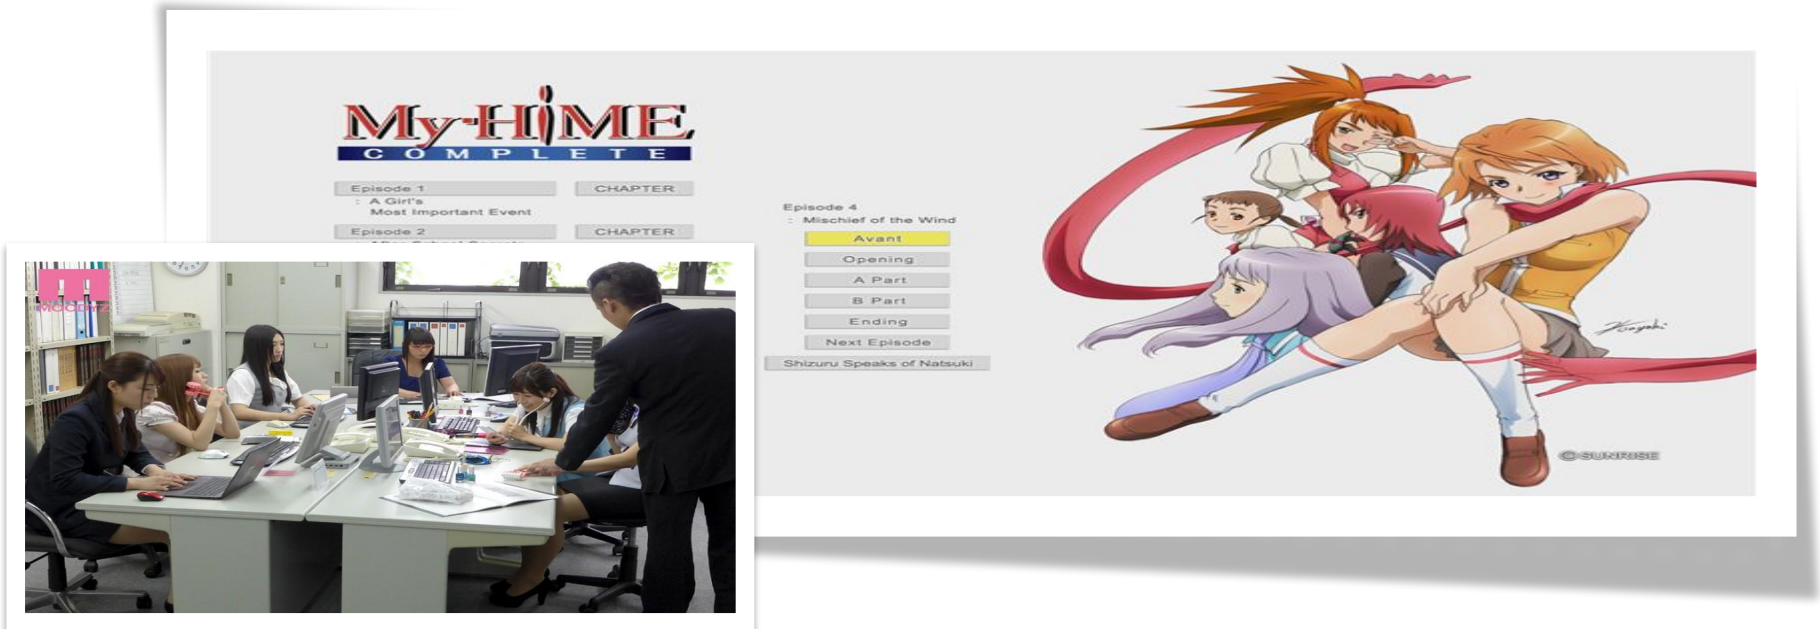 My-HiME
COMPLETE
Episode 1
CHAPTER
: A Girl's
Most Important Event
Episode 2
CHAPTER
Episode 4
: Mischief of the Wind
Avant
Opening
A Part
B Part
Ending
Next Episode
Shizuru Speaks of Natsuki
©SUNRISE
MOODYZ